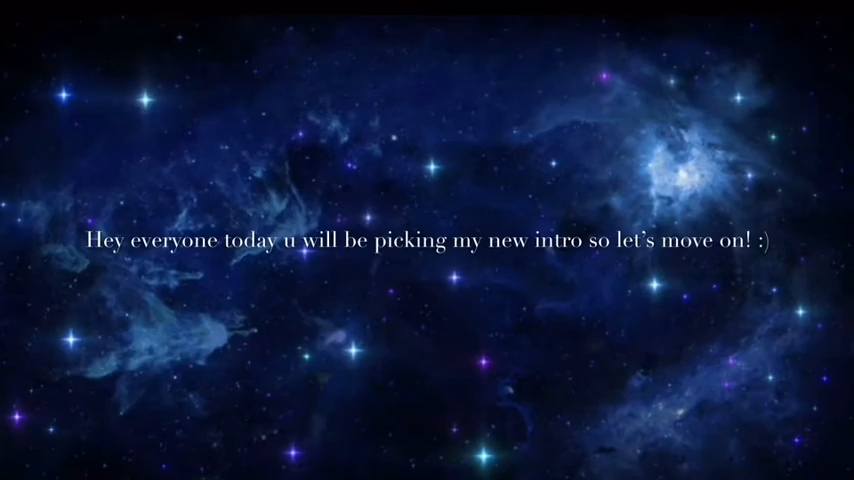 Hey everyone today u will be picking my new intro so let’s move on! :)